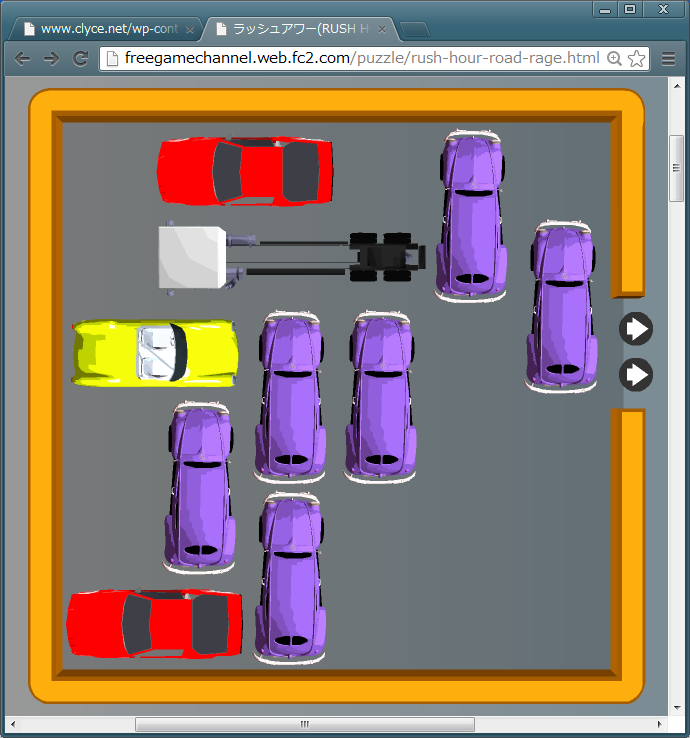 www.clyce.net/wp-cont
ラッシュアワー(RUSH H
freegamechannel.web.fc2.com/puzzle/rush-hour-road-rage.html